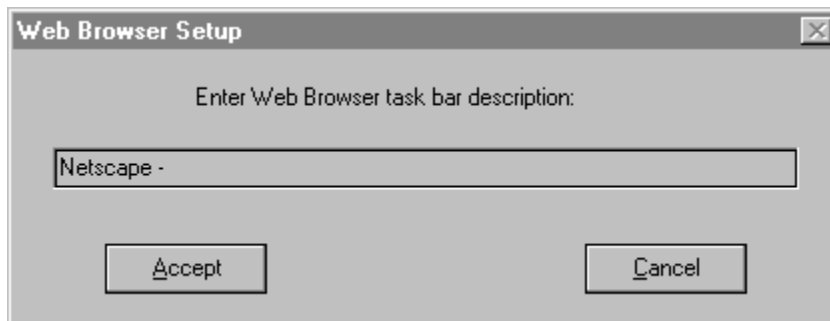 Web Browser Setup
Enter Web Browser task bar description:
Netscape -
Accept
Cancel